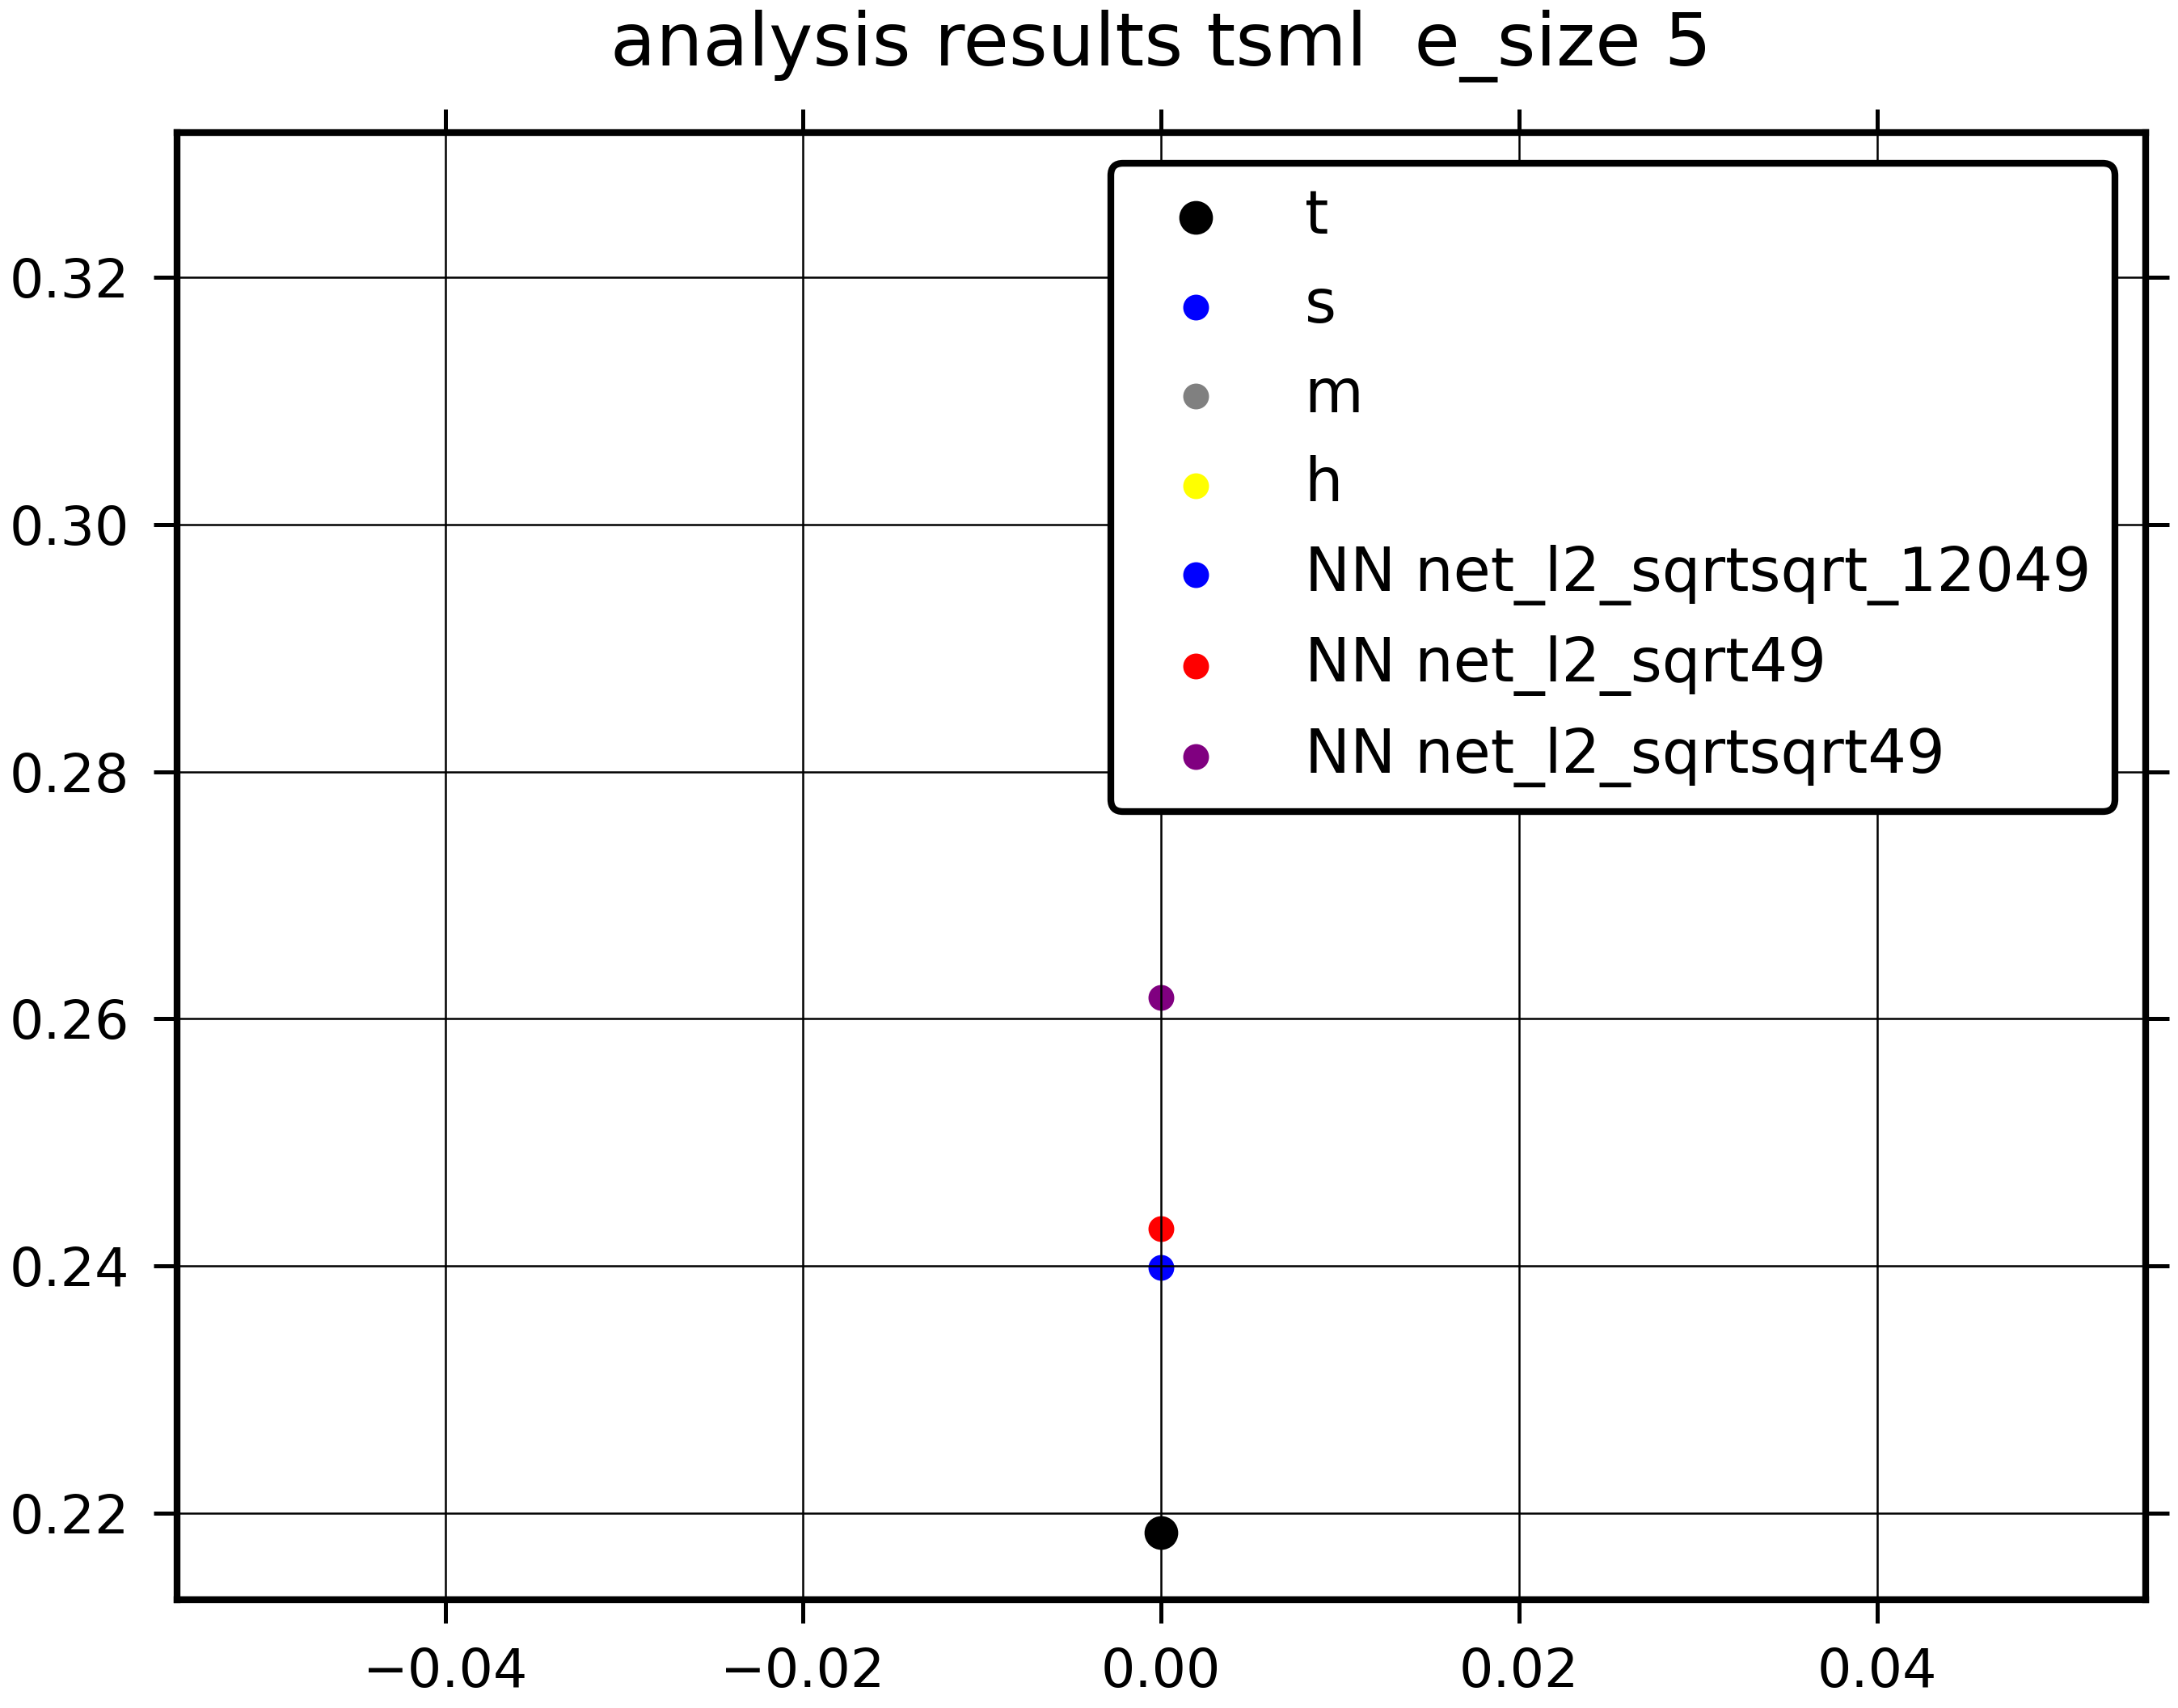 analysis results tsml  e_size 5
t
s
m
h
NN net_l2_sqrtsqrt_12049
NN net_l2_sqrt49
NN net_l2_sqrtsqrt49
0.32
0.30
0.28
0.26
0.24
0.22
−0.04 −0.02 0.00 0.02 0.04